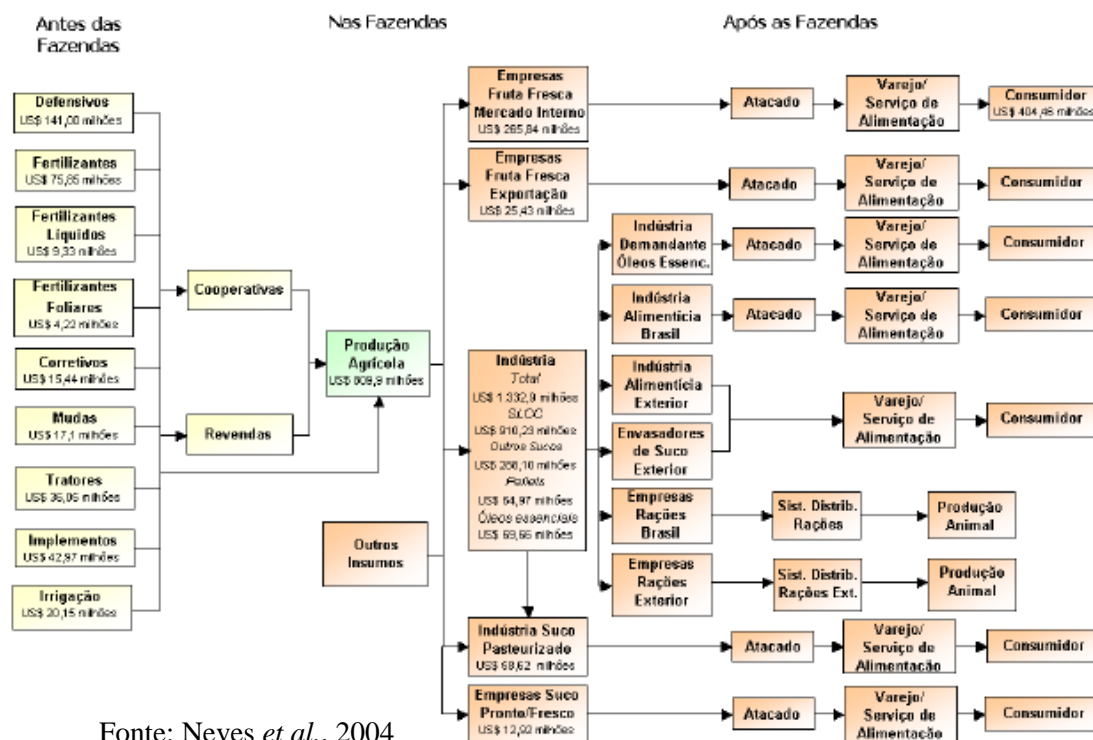 Antes das
Fazendas
Nas Fazendas
Após as Fazendas
Defensivos
US$ 141,00 milhões
Fertilizantes
US$ 75,85 milhões
Fertilizantes
Líquidos
US$ 9,33 milhões
Fertilizantes
Foliares
US$ 4,22 milhões
Corretivos
US$ 15,44 milhões
Mudas
US$ 17,1 milhões
Tratores
milhões
Implementos
US$ 42,97 milhões
Irrigação
US$ 20,15 milhões
Cooperativas
Revendas
Produção
Agrícola
milhões
Outros
Insumos
Empresas
Fruta Fresca
Mercado Interno
US$ 265,84 milhões
Empresas
Fruta Fresca
Exportação
US$ 25,43 milhões
Indústria
Total
US$ 1.332,9 milhões
SLCC
US$ 910,23 milhões
Outros Sucos
milhões
Pellets
US$ 64,97 milhões
Óleos essenciais
US$ 69,66 milhões
Indústria Suco
Pasteurizado
US$ 68,62 milhões
Empresas Suco
Pronto/Fresco
US$ 12,92 milhões
Indústria
Demandante
Óleos Essenc.
Indústria
Alimentícia
Brasil
Indústria
Alimentícia
Exterior
Envasadores
de Suco
Exterior
Empresas
Rações
Brasil
Empresas
Rações
Exterior
Atacado
Varejo/
Serviço de
Alimentação
Consumidor
US$ 404,46 milhões
Atacado
Varejo/
Serviço de
Alimentação
Consumidor
Atacado
Varejo/
Serviço de
Alimentação
Consumidor
Atacado
Varejo/
Serviço de
Alimentação
Consumidor
Varejo/
Serviço de
Alimentação
Consumidor
Sist. Distrib.
Rações
Produção
Animal
Sist. Distrib.
Rações Ext.
Produção
Animal
Atacado
Varejo/
Serviço de
Alimentação
Consumidor
Atacado
Varejo/
Serviço de
Alimentação
Consumidor
Fonte: Neves et al., 2004